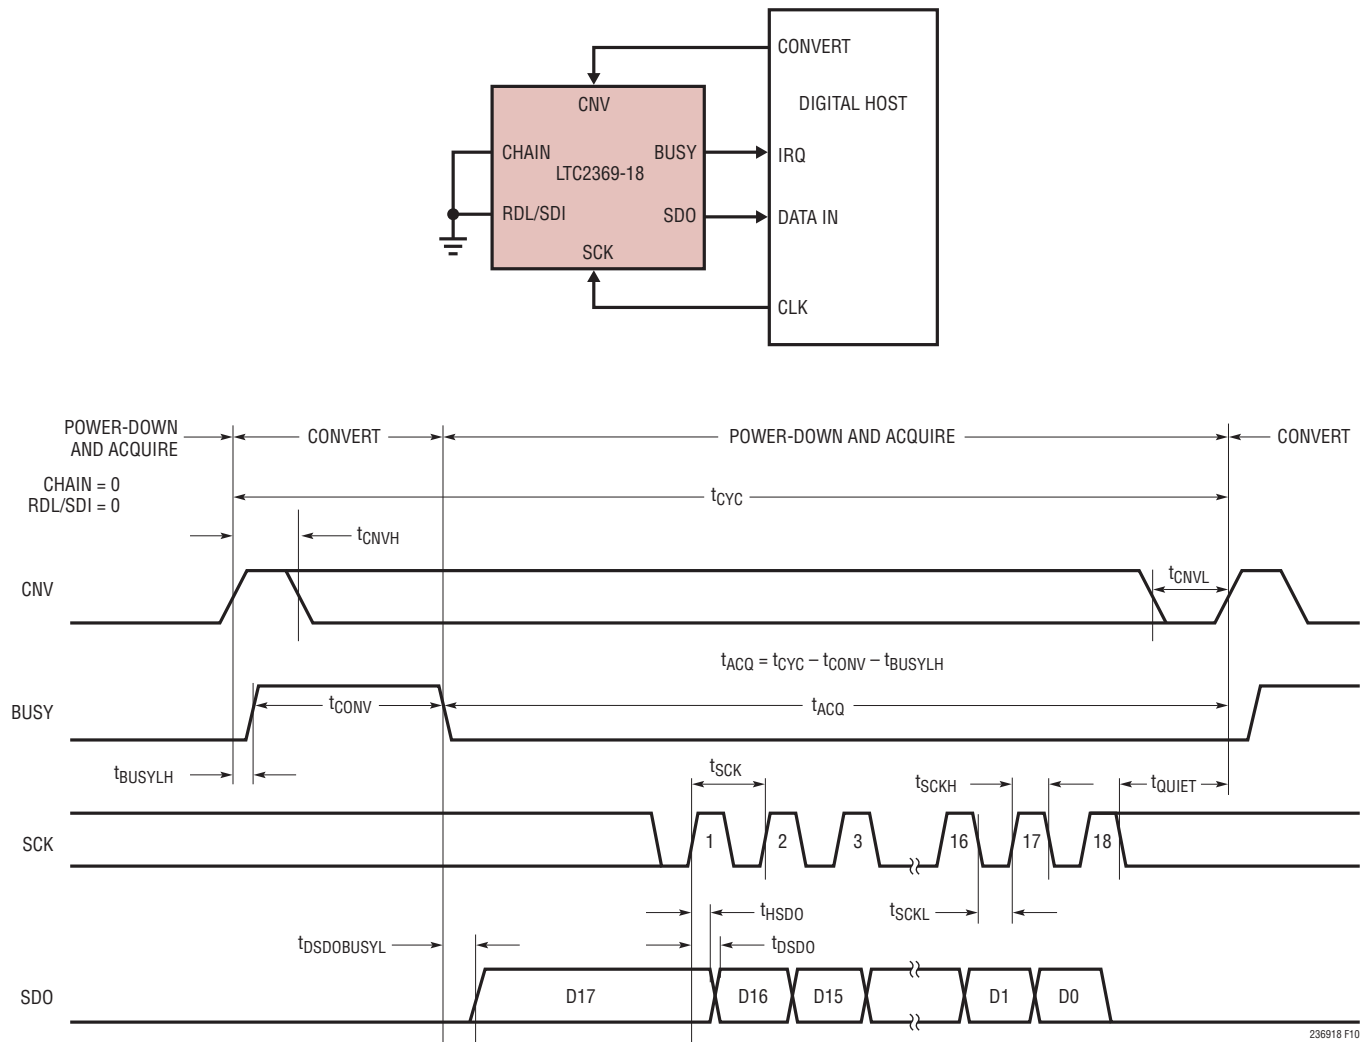 CONVERT
CNV
DIGITAL HOST
CHAIN
BUSY
IRQ
LTC2369-18
RDL/SDI
SDO
DATA IN
SCK
CLK
POWER-DOWN
AND ACQUIRE
CONVERT
POWER-DOWN AND ACQUIRE
CONVERT
CHAIN = 0
RDL/SDI = 0
tCYC
tCNVH
CNV
tCNVL
tACQ = tCYC – tCONV – tBUSYLH
BUSY
tCONV
tACQ
tBUSYLH
tSCK
tSCKH
tQUIET
SCK
1
2
3
16
17
18
tHSDO
tSCKL
tDSDOBUSYL
tDSDO
SDO
D17
D16
D15
D1
D0
236918 F10